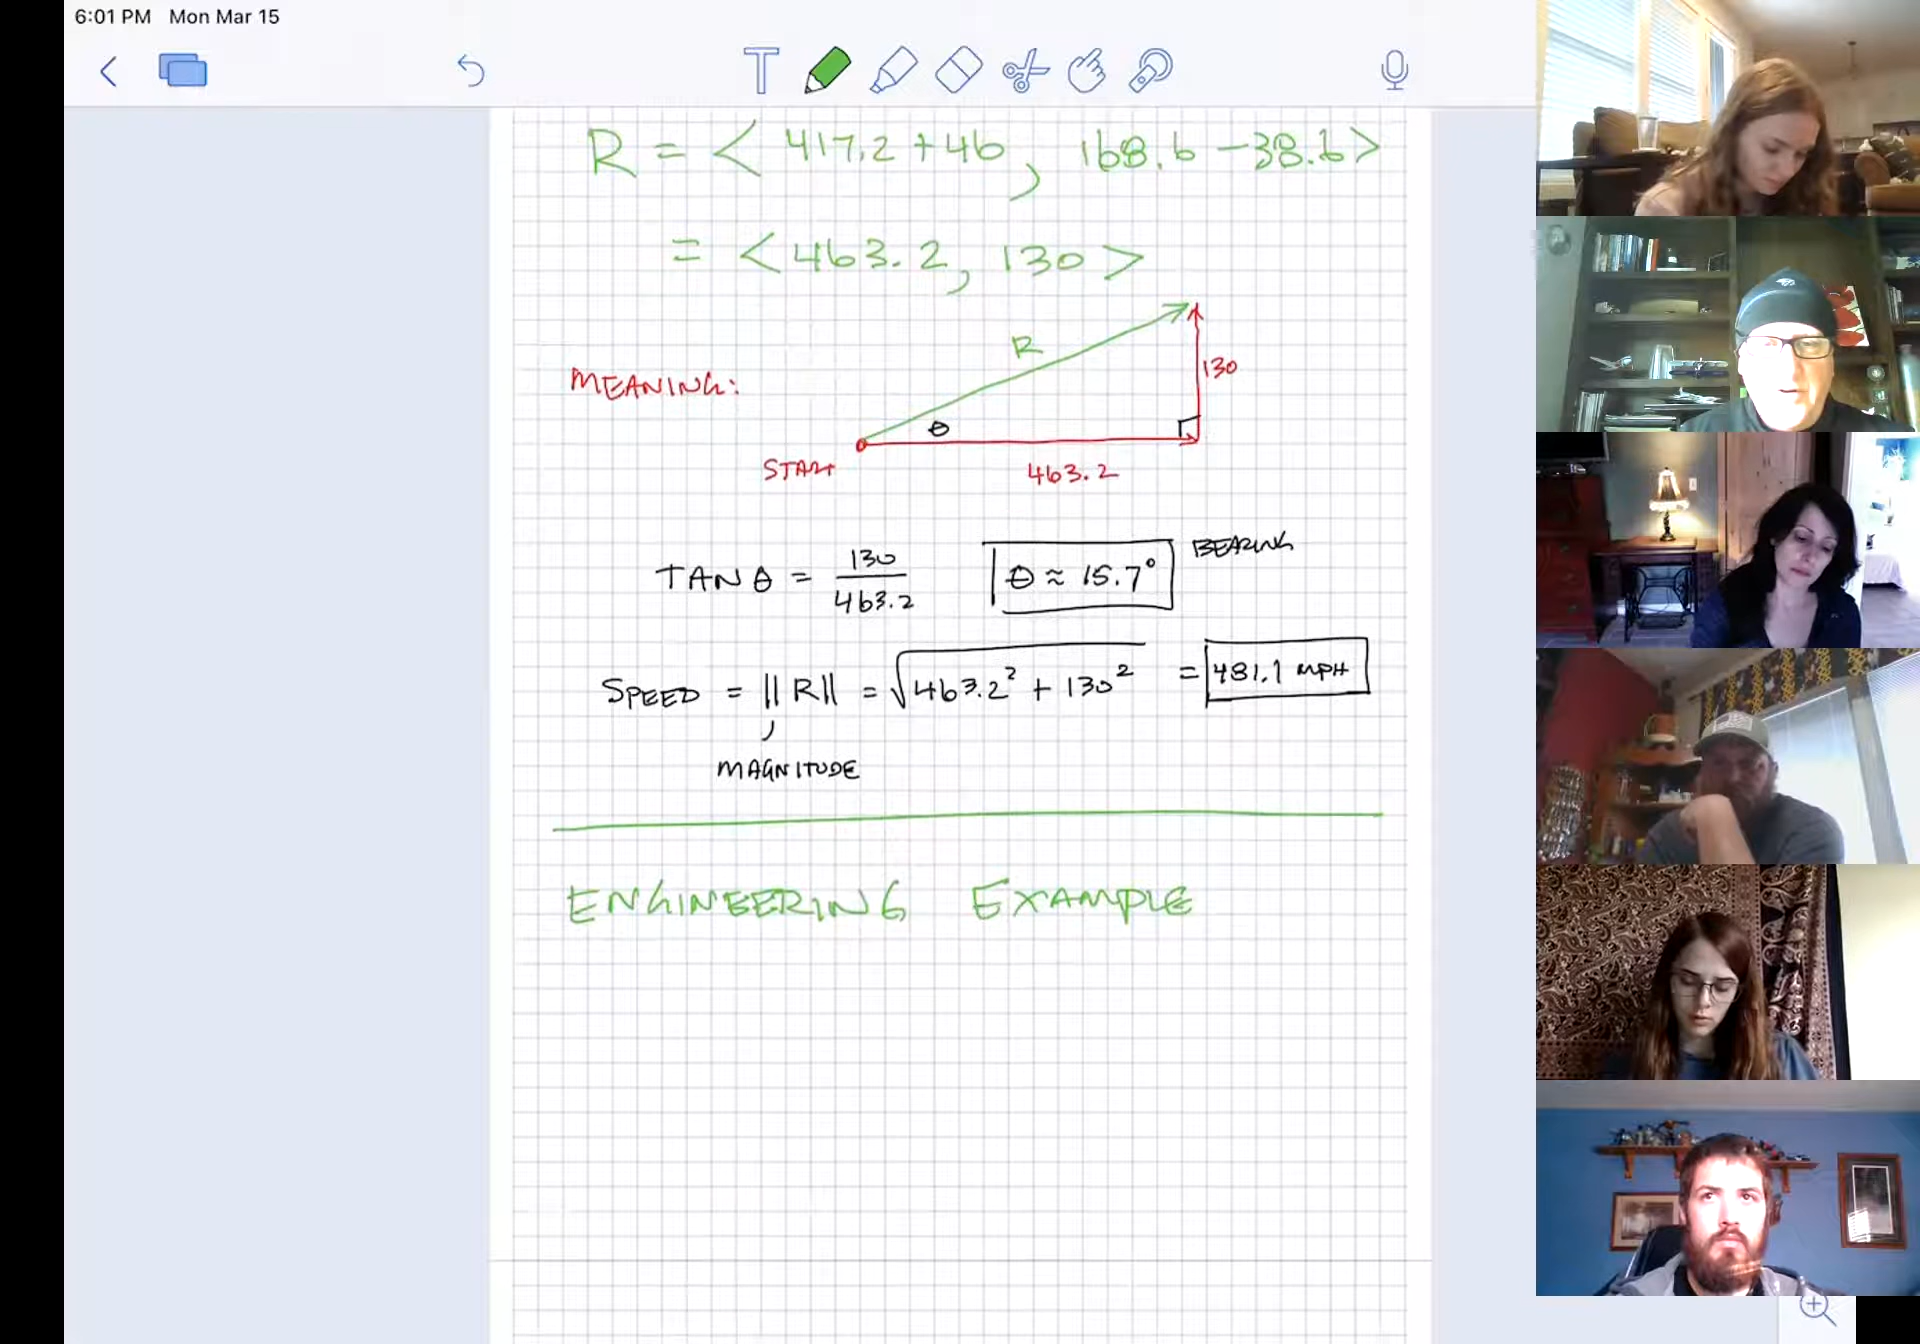 6:01 PM Mon Mar 15
R = < 417.2 + 46, 168.6 - 38.6 >
= < 463.2, 130 >
R
MEANING:
130
θ
START
463.2
TAN θ = 130/463.2
θ ≈ 15.7°
BEARING
SPEED = ||R|| = √463.2² + 130² = 481.1 MPH
MAGNITUDE
ENGINEERING EXAMPLE